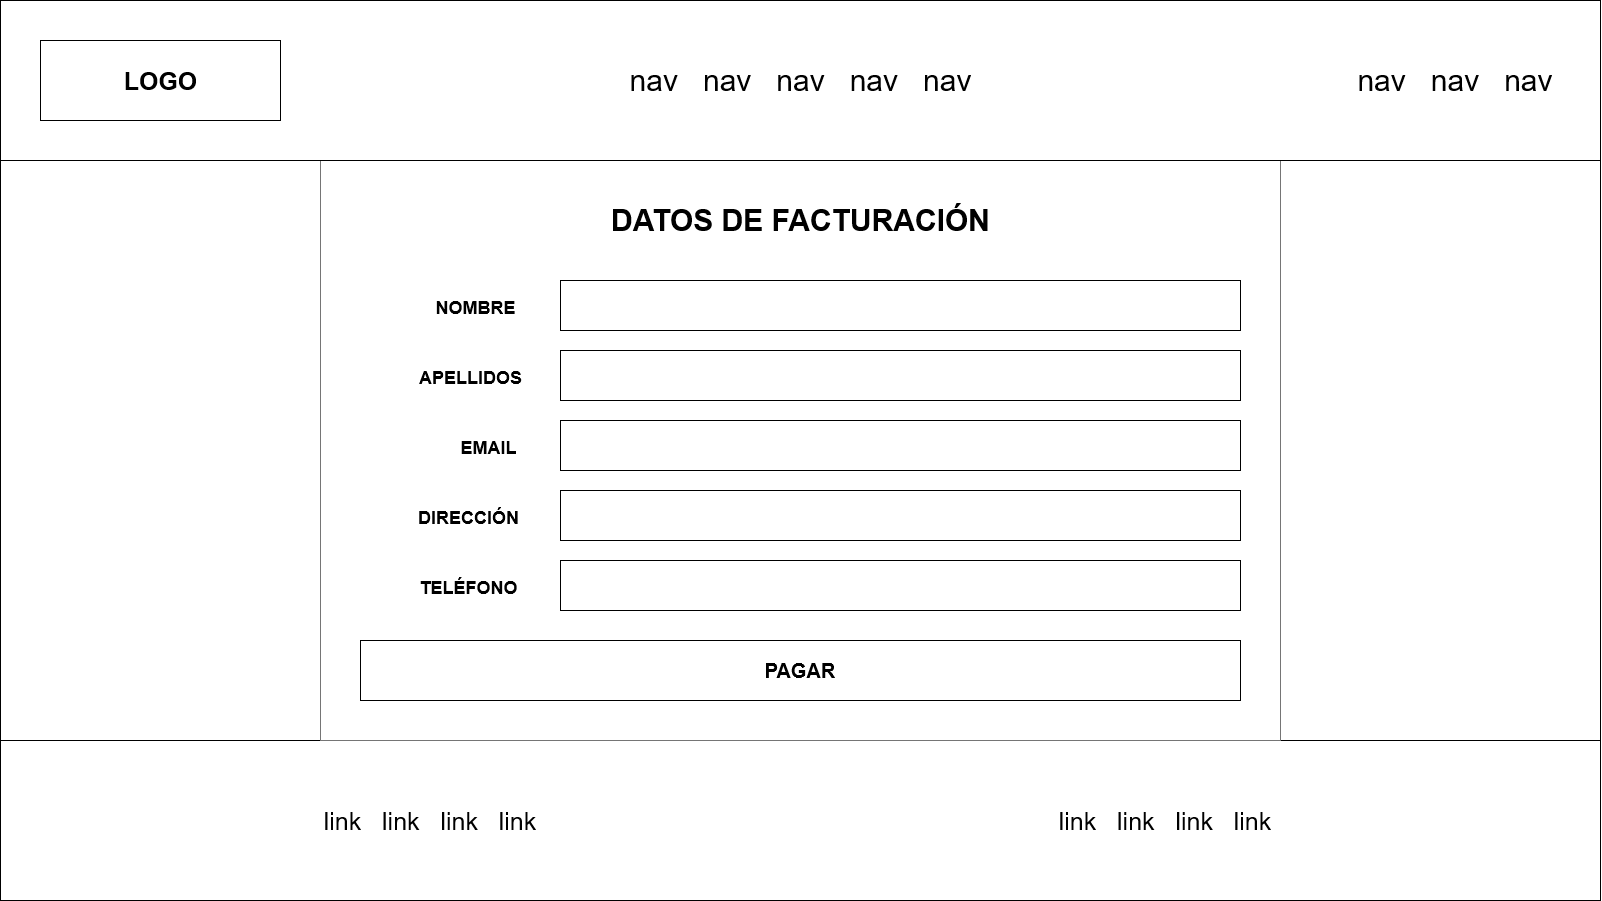 LOGO nav nav nav nav nav nav nav nav
DATOS DE FACTURACIÓN
NOMBRE
APELLIDOS
EMAIL
DIRECCIÓN
TELÉFONO
PAGAR
link link link link link link link link